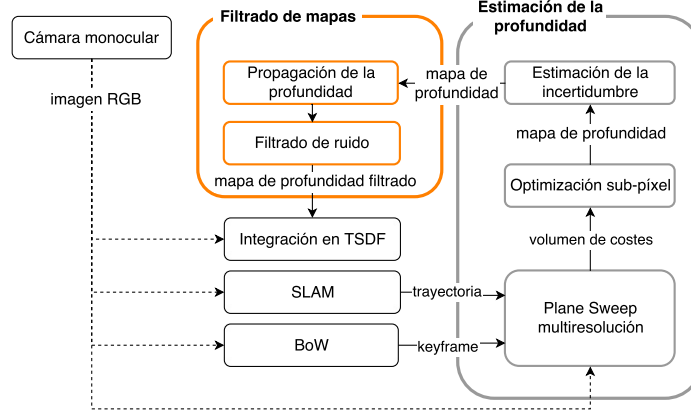 Cámara monocular
imagen RGB
Filtrado de mapas
Propagación de la
profundidad
Filtrado de ruido
mapa de profundidad filtrado
Integración en TSDF
SLAM
BoW
trayectoria
keyframe
mapa de
profundidad
Estimación de la
profundidad
Estimación de la
incertidumbre
mapa de profundidad
Optimización sub-píxel
volumen de costes
Plane Sweep
multiresolución